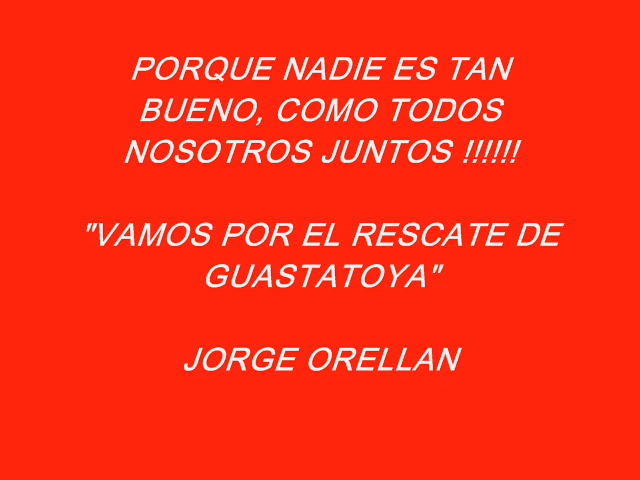 PORQUE NADIE ES TAN
BUENO, COMO TODOS
NOSOTROS JUNTOS !!!!!!
"VAMOS POR EL RESCATE DE
GUASTATOYA"
JORGE ORELLAN